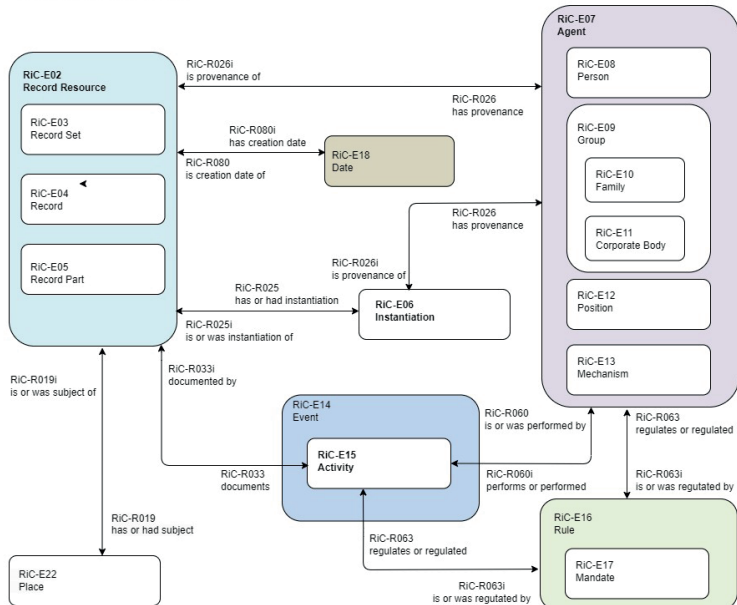 RiC-E07
Agent
RiC-E08
Person
RiC-E09
Group
RiC-E10
Family
RiC-E11
Corporate Body
RiC-E12
Position
RiC-E13
Mechanism
RiC-E02
Record Resource
RiC-E03
Record Set
RiC-E04
Record
RiC-E05
Record Part
RiC-R026i
is provenance of
RiC-R026
has provenance
RiC-R080i
has creation date
RiC-R080
is creation date of
RiC-E18
Date
RiC-R026
has provenance
RiC-R026i
is provenance of
RiC-R025
has or had instantiation
RiC-R025i
is or was instantiation of
RiC-E06
Instantiation
RiC-R019i
is or was subject of
RiC-R033i
documented by
RiC-E14
Event
RiC-E15
Activity
RiC-R060
is or was performed by
RiC-R060i
performs or performed
RiC-R063
regulates or regulated
RiC-R063i
is or was regutated by
RiC-R033
documents
RiC-R019
has or had subject
RiC-R063
regulates or regulated
RiC-R063i
is or was regutated by
RiC-E16
Rule
RiC-E17
Mandate
RiC-E22
Place